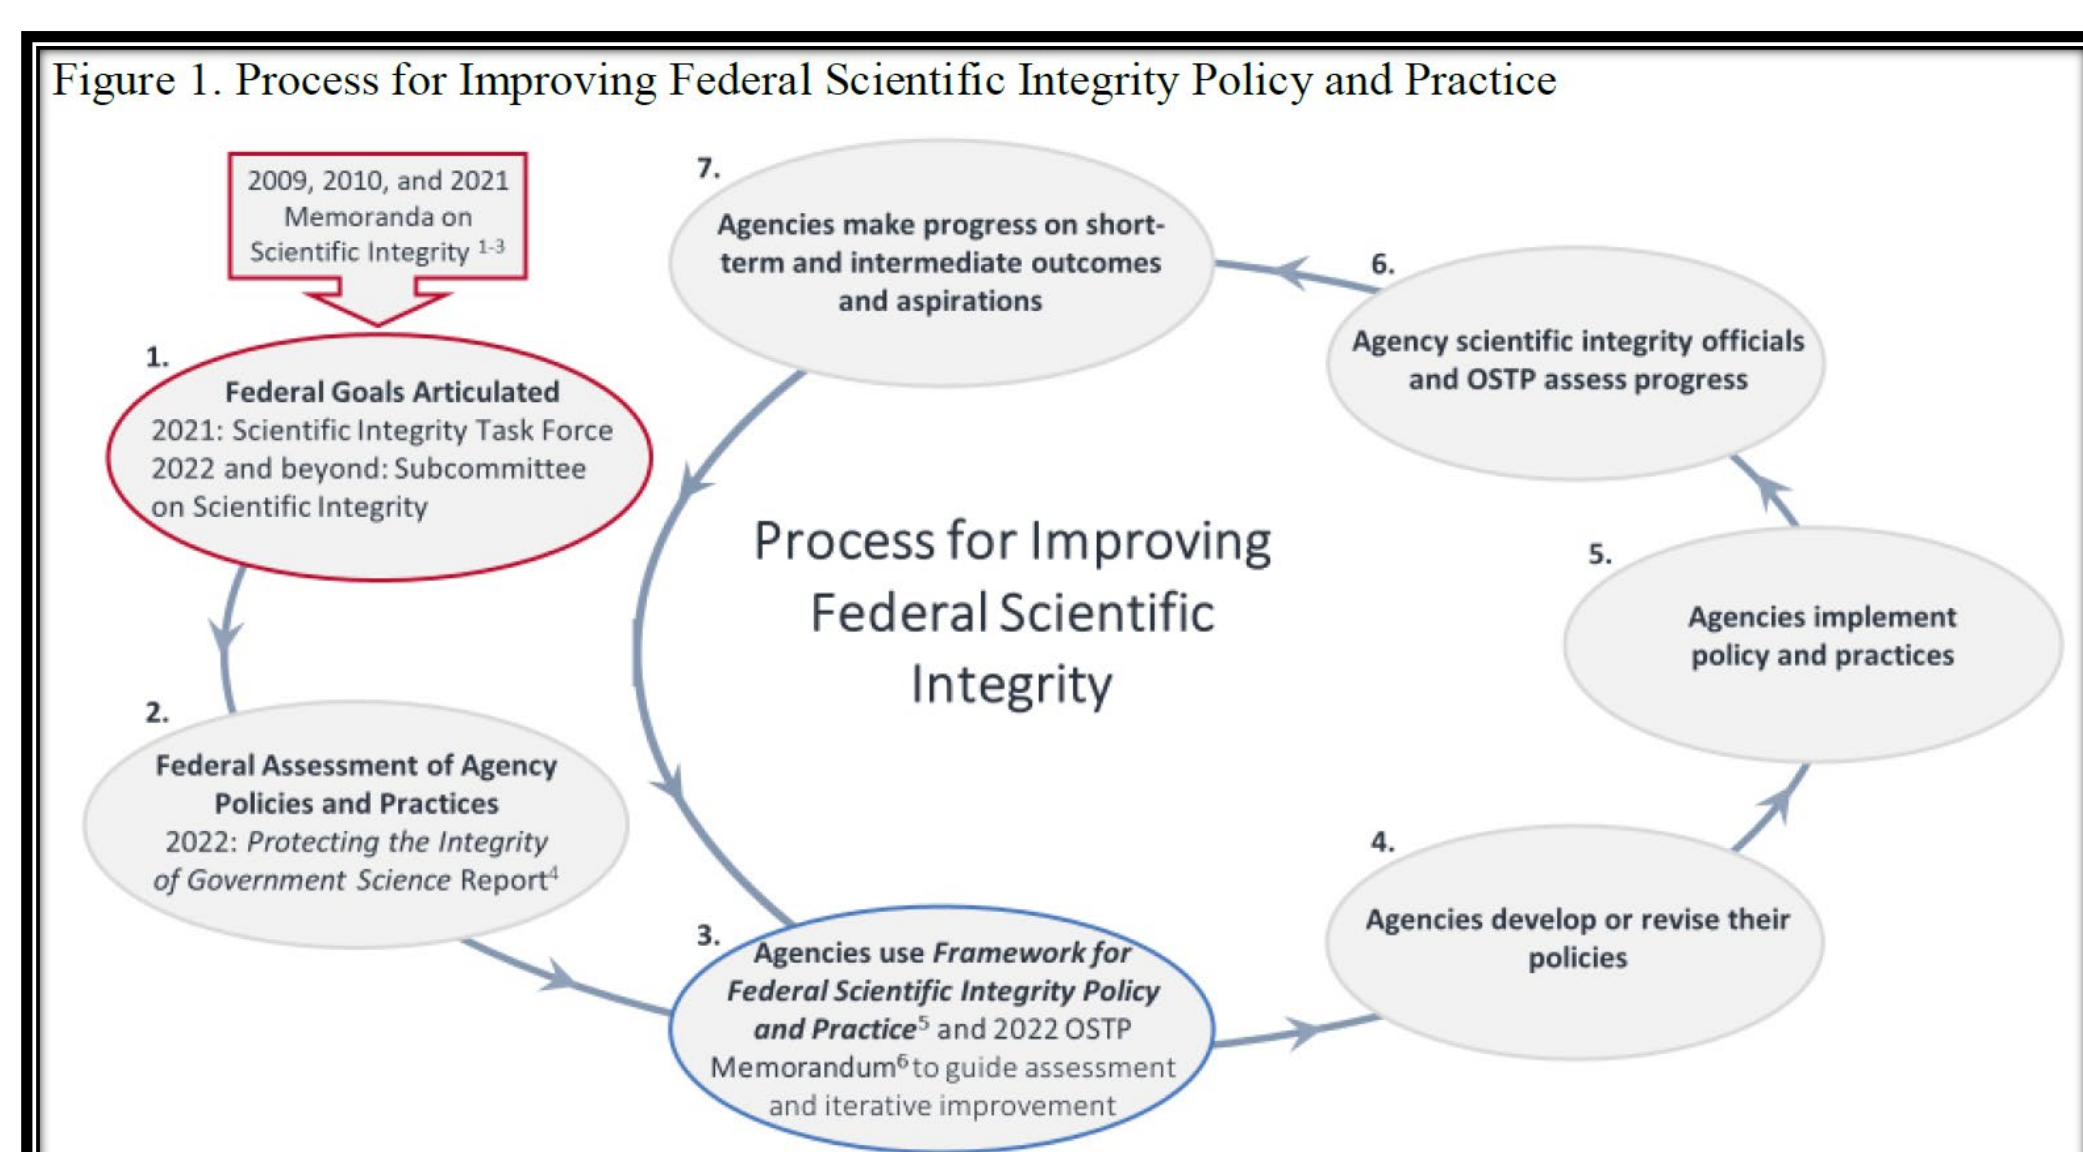 Figure 1. Process for Improving Federal Scientific Integrity Policy and Practice
2009, 2010, and 2021
Memoranda on
Scientific Integrity 1-3
1.
Federal Goals Articulated
2021: Scientific Integrity Task Force
2022 and beyond: Subcommittee
on Scientific Integrity
2.
Federal Assessment of Agency
Policies and Practices
2022: Protecting the Integrity
of Government Science Report4
3.
Agencies use Framework for
Federal Scientific Integrity Policy
and Practice5 and 2022 OSTP
Memorandum6 to guide assessment
and iterative improvement
4.
Agencies develop or revise their
policies
5.
Agencies implement
policy and practices
6.
Agency scientific integrity officials
and OSTP assess progress
7.
Agencies make progress on short-
term and intermediate outcomes
and aspirations
Process for Improving
Federal Scientific
Integrity